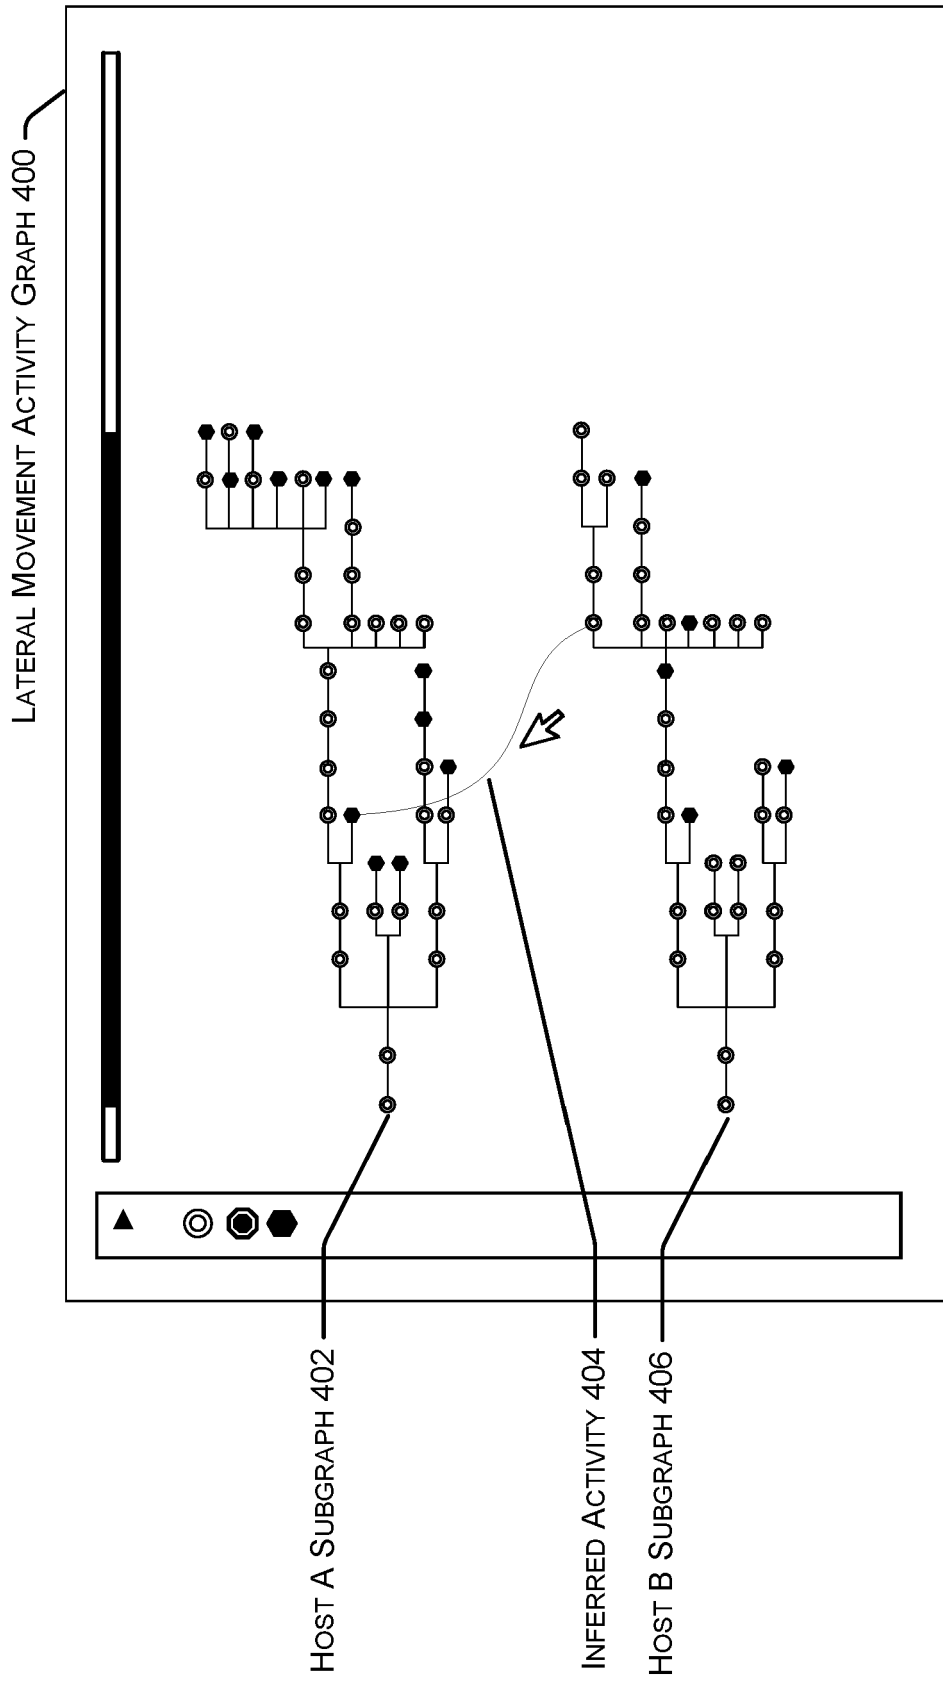 LATERAL MOVEMENT ACTIVITY GRAPH 400
HOST A SUBGRAPH 402
INFERRED ACTIVITY 404
HOST B SUBGRAPH 406